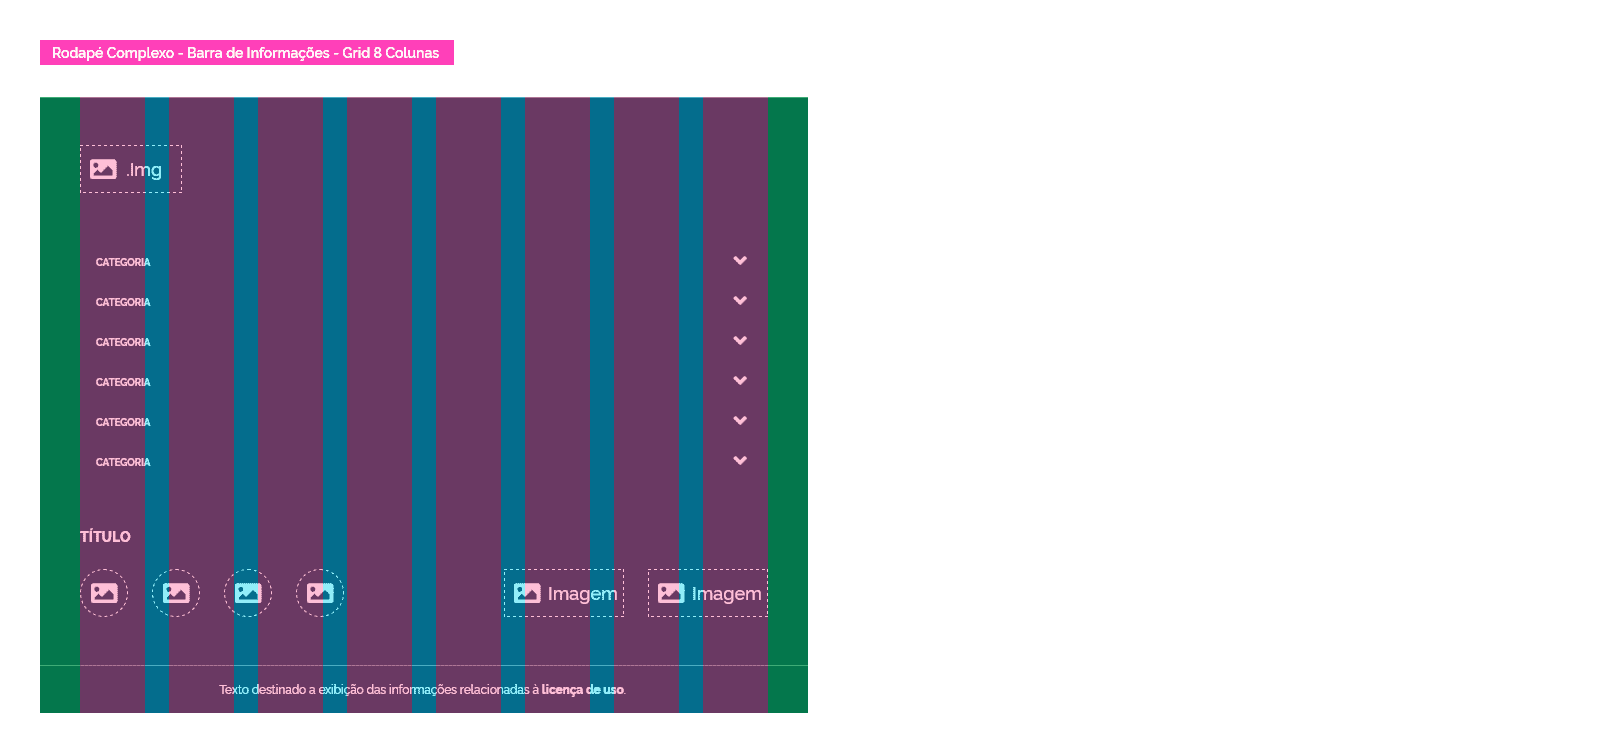 Rodapé Complexo - Barra de Informações - Grid 8 Colunas
.Img
CATEGORIA
CATEGORIA
CATEGORIA
CATEGORIA
CATEGORIA
CATEGORIA
TÍTULO
Imagem Imagem
Texto destinado a exibição das informações relacionadas à licença de uso.